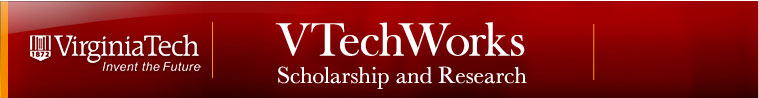 VirginiaTech
1872
Invent the Future
VTechWorks
Scholarship and Research